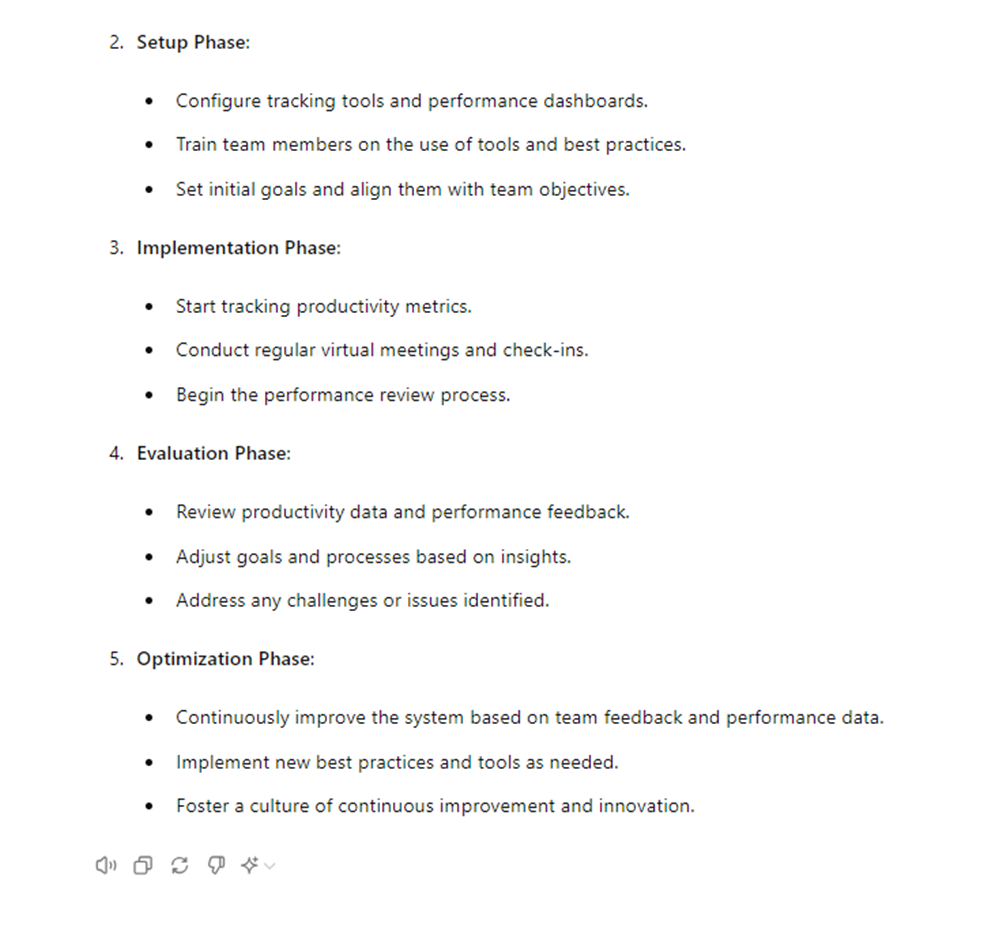 2. Setup Phase:
• Configure tracking tools and performance dashboards.
• Train team members on the use of tools and best practices.
• Set initial goals and align them with team objectives.
3. Implementation Phase:
• Start tracking productivity metrics.
• Conduct regular virtual meetings and check-ins.
• Begin the performance review process.
4. Evaluation Phase:
• Review productivity data and performance feedback.
• Adjust goals and processes based on insights.
• Address any challenges or issues identified.
5. Optimization Phase:
• Continuously improve the system based on team feedback and performance data.
• Implement new best practices and tools as needed.
• Foster a culture of continuous improvement and innovation.